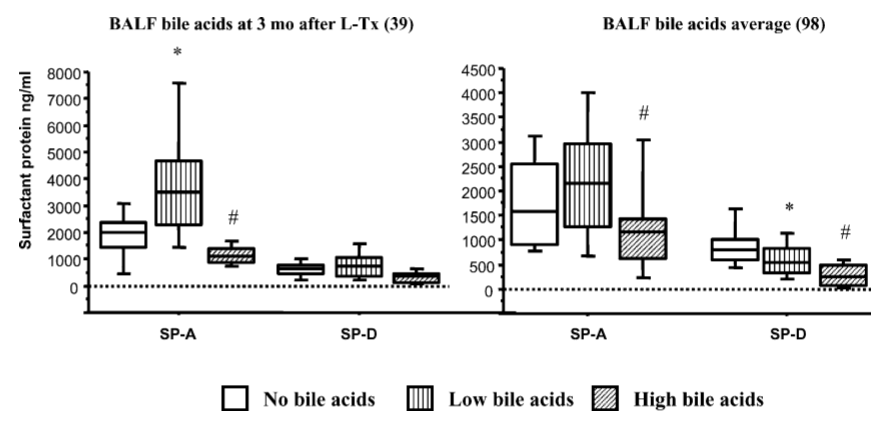 BALF bile acids at 3 mo after L-Tx (39)
BALF bile acids average (98)
Surfactant protein ng/ml
8000
7000
6000
5000
4000
3000
2000
1000
0
*
#
SP-A
SP-D
4500
4000
3500
3000
2500
2000
1500
1000
500
0
#
*
#
SP-A
SP-D
No bile acids
Low bile acids
High bile acids